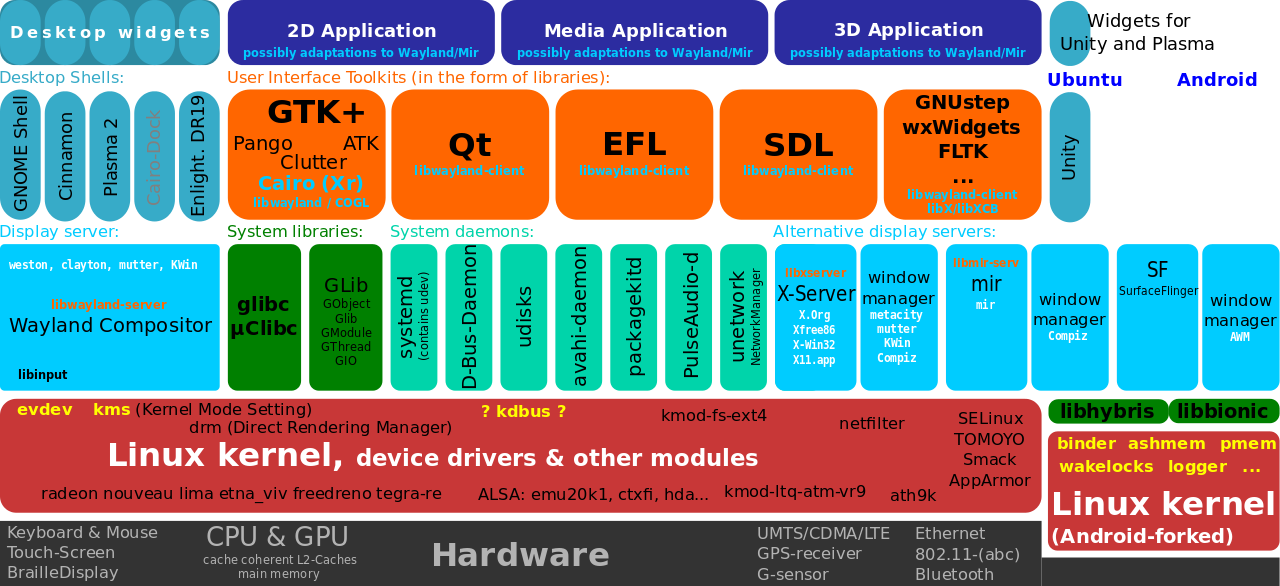 Desktop widgets
2D Application
possibly adaptations to Wayland/Mir
Media Application
possibly adaptations to Wayland/Mir
3D Application
possibly adaptations to Wayland/Mir
Widgets for
Unity and Plasma
Desktop Shells:
User Interface Toolkits (in the form of libraries):
Ubuntu
Android
GNOME Shell
Cinnamon
Plasma 2
Cairo-Dock
Enlight. DR19
GTK+
Pango ATK
Clutter
Cairo (Xr)
libwayland / COGL
Qt
libwayland-client
EFL
libwayland-client
SDL
libwayland-client
GNUstep
wxWidgets
FLTK
...
libwayland-client
libX/libXCB
Unity
Display server:
System libraries:
System daemons:
Alternative display servers:
weston, clayton, mutter, KWin
libwayland-server
Wayland Compositor
libinput
glibc
µClibc
GLib
GObject
Glib
GModule
GThread
GIO
systemd
(contains udev)
D-Bus-Daemon
udisks
avahi-daemon
packagekitd
PulseAudio-d
unetwork
NetworkManager
libxserver
X-Server
X.Org
Xfree86
X-Win32
X11.app
window
manager
metacity
mutter
KWin
Compiz
libmir-serv
mir
mir
window
manager
Compiz
SF
SurfaceFlinger
window
manager
AWM
evdev kms (Kernel Mode Setting)
drm (Direct Rendering Manager)
? kdbus ?
kmod-fs-ext4
netfilter
SELinux
TOMOYO
Smack
AppArmor
Linux kernel, device drivers & other modules
radeon nouveau lima etna_viv freedreno tegra-re
ALSA: emu20k1, ctxfi, hda...
kmod-ltq-atm-vr9
ath9k
libhybris
libbionic
binder ashmem pmem
wakelocks logger ...
Linux kernel
(Android-forked)
Keyboard & Mouse
Touch-Screen
BrailleDisplay
CPU & GPU
cache coherent L2-Caches
main memory
Hardware
UMTS/CDMA/LTE
GPS-receiver
G-sensor
Ethernet
802.11-(abc)
Bluetooth